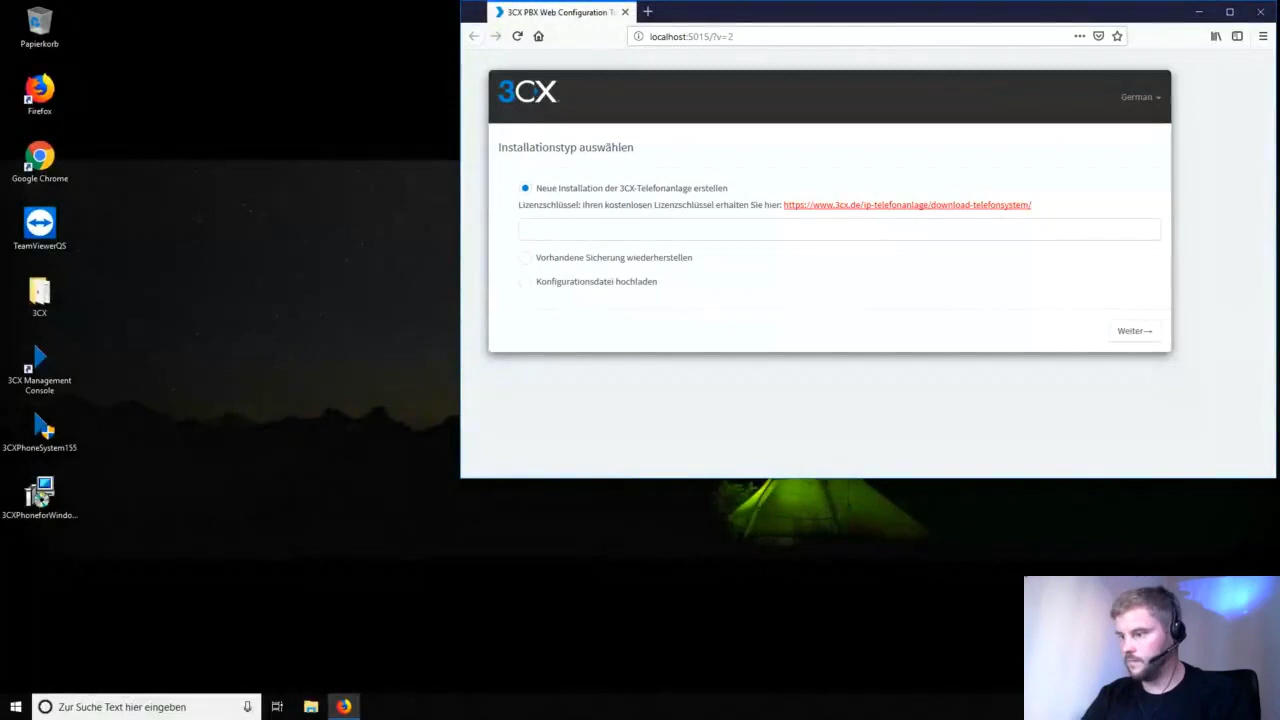 Papierkorb
Firefox
Google Chrome
TeamViewerQS
3CX
3CX Management
Console
3CXPhoneSystem155
3CXPhoneforWindo...
3CX PBX Web Configuration T
localhost:5015/?v=2
3CX
German
Installationstyp auswählen
Neue Installation der 3CX-Telefonanlage erstellen
Lizenzschlüssel: Ihren kostenlosen Lizenzschlüssel erhalten Sie hier: https://www.3cx.de/ip-telefonanlage/download-telefonsystem/
Vorhandene Sicherung wiederherstellen
Konfigurationsdatei hochladen
Weiter→
Zur Suche Text hier eingeben